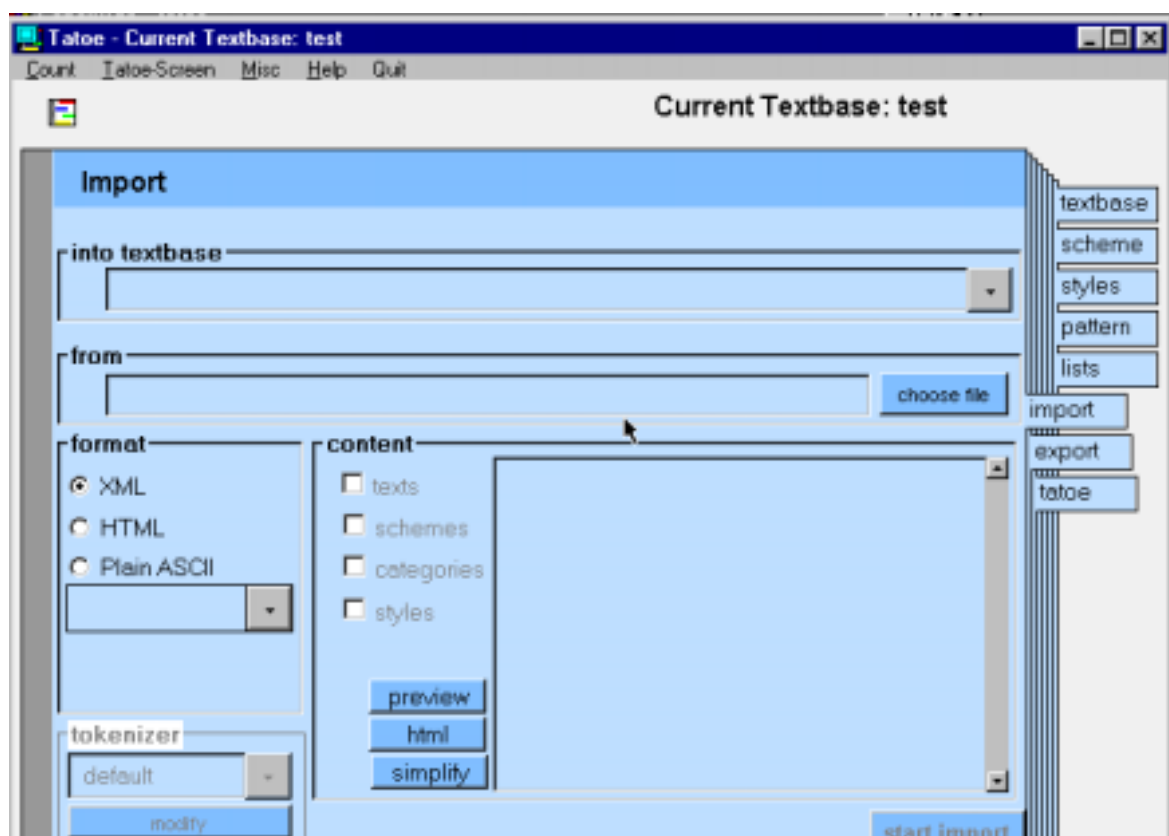 Tatoe - Current Textbase: test
Count Tatoe-Screen Misc Help Quit
Current Textbase: test
Import
textbase
scheme
styles
pattern
lists
import
export
tatoe
into textbase
from
choose file
format
XML
HTML
Plain ASCII
content
texts
schemes
categories
styles
preview
html
simplify
tokenizer
default
modify
start import